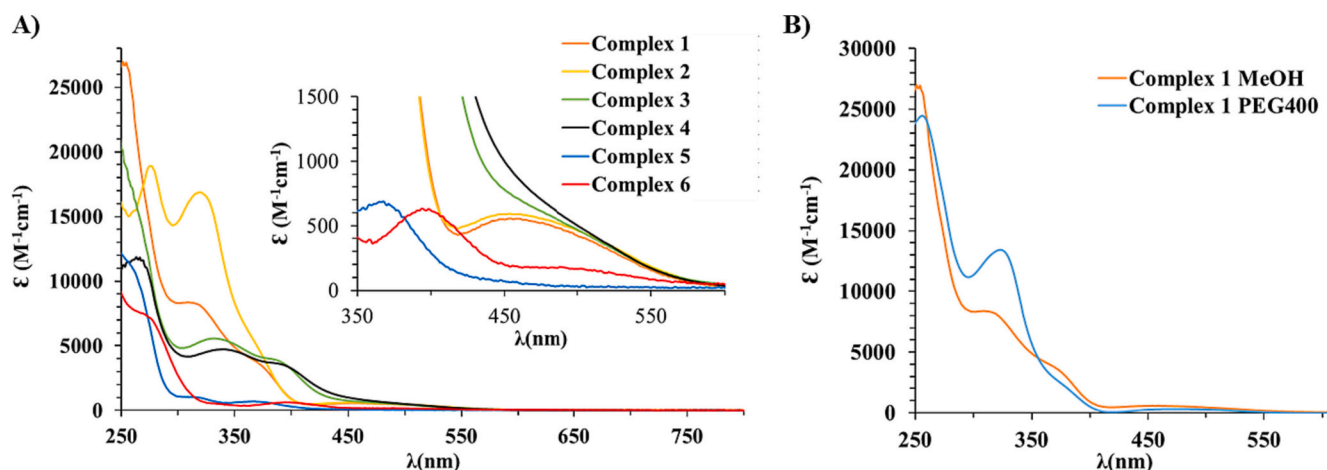 A)
25000
20000
15000
10000
5000
0
Ɛ (M⁻¹cm⁻¹)
250
350
450
550
650
750
λ(nm)
1500
1000
500
0
Ɛ (M⁻¹cm⁻¹)
350
450
550
λ(nm)
Complex 1
Complex 2
Complex 3
Complex 4
Complex 5
Complex 6
B)
30000
25000
20000
15000
10000
5000
0
Ɛ (M⁻¹cm⁻¹)
250
350
450
550
λ(nm)
Complex 1 MeOH
Complex 1 PEG400